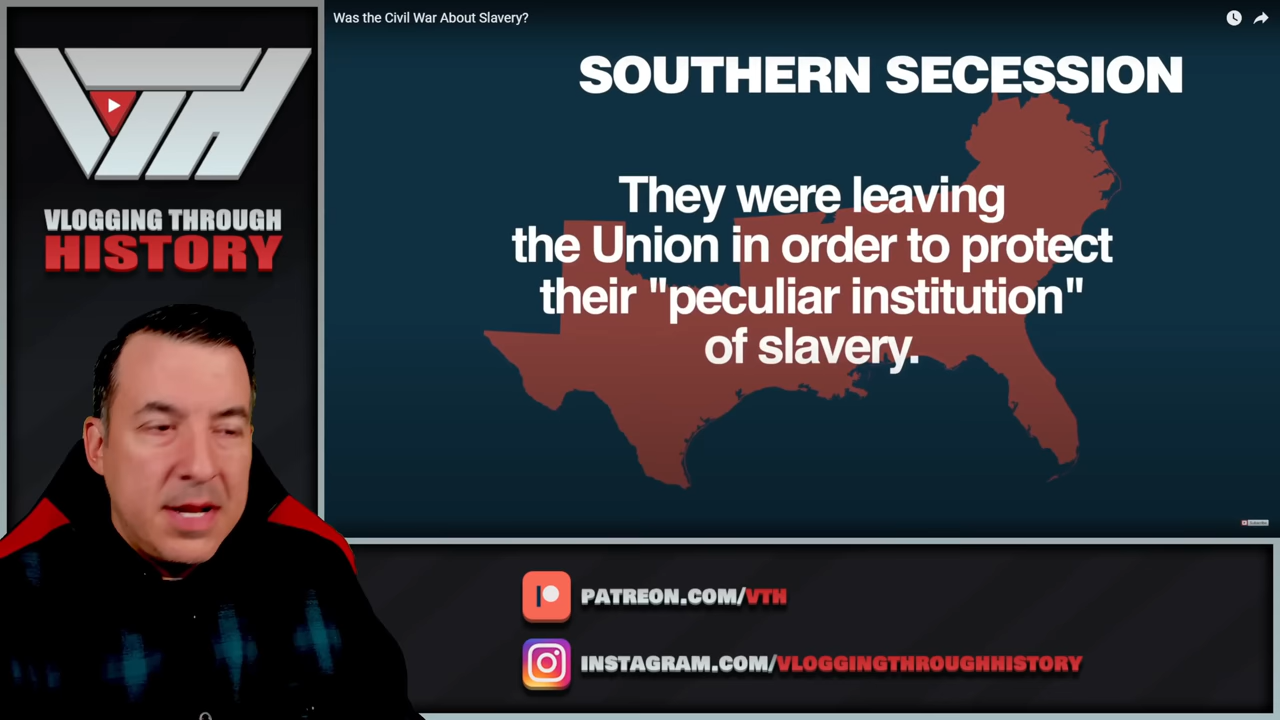 Was the Civil War About Slavery?
SOUTHERN SECESSION
They were leaving
the Union in order to protect
their "peculiar institution"
of slavery.
VTH
VLOGGING THROUGH
HISTORY
PATREON.COM/VTH
INSTAGRAM.COM/VLOGGINGTHROUGHHISTORY